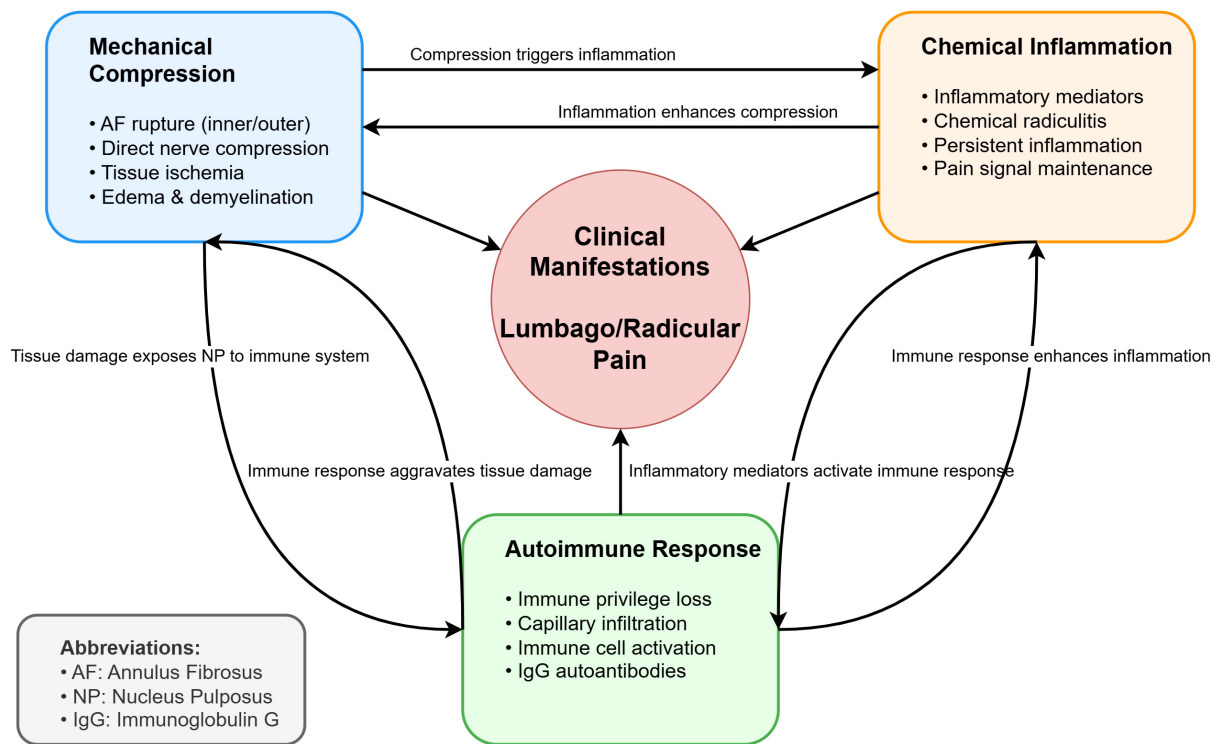 Mechanical
Compression
• AF rupture (inner/outer)
• Direct nerve compression
• Tissue ischemia
• Edema & demyelination
Compression triggers inflammation
Inflammation enhances compression
Chemical Inflammation
• Inflammatory mediators
• Chemical radiculitis
• Persistent inflammation
• Pain signal maintenance
Clinical
Manifestations
Lumbago/Radicular
Pain
Tissue damage exposes NP to immune system
Immune response enhances inflammation
Immune response aggravates tissue damage
Inflammatory mediators activate immune response
Autoimmune Response
• Immune privilege loss
• Capillary infiltration
• Immune cell activation
• IgG autoantibodies
Abbreviations:
• AF: Annulus Fibrosus
• NP: Nucleus Pulposus
• IgG: Immunoglobulin G